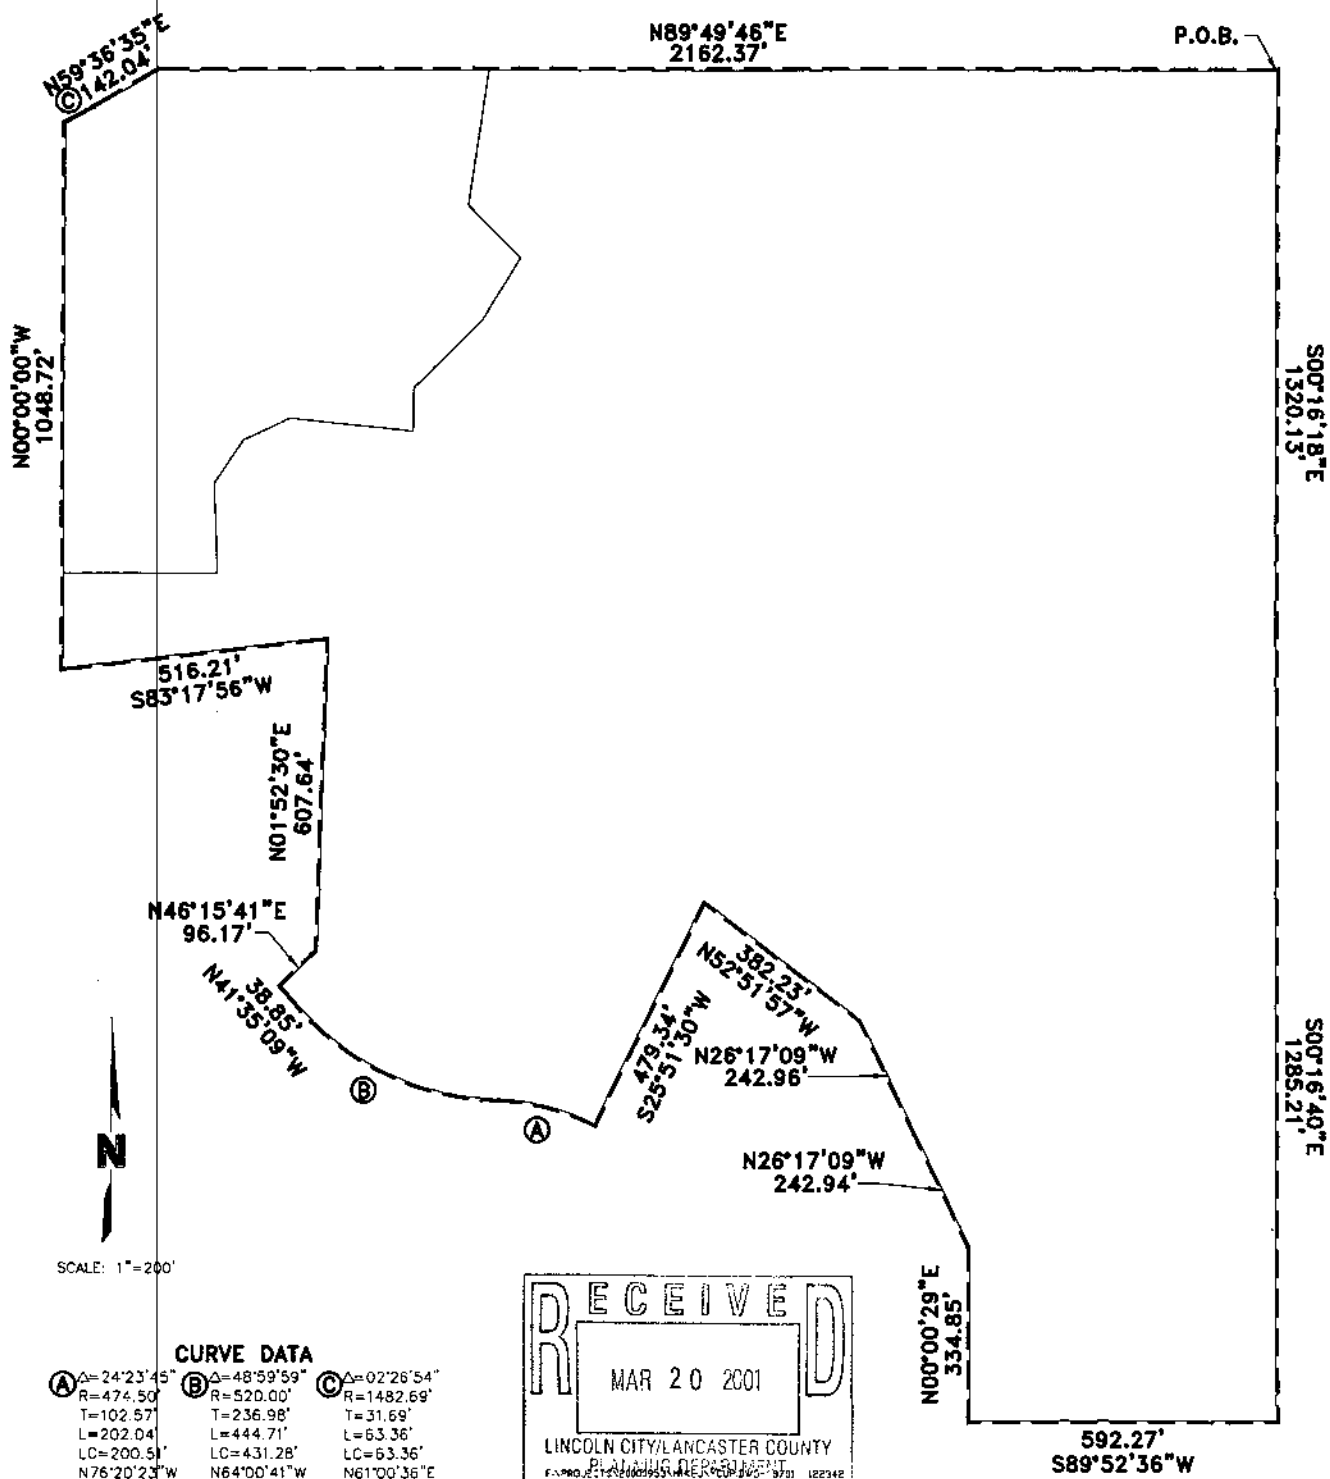 N59°36'35"E
142.04'
Ⓒ
N89°49'46"E
2162.37'
P.O.B.
N00°00'00"W
1048.72'
S00°16'18"E
1320.13'
516.21'
S83°17'56"W
N01°52'30"E
607.64'
N46°15'41"E
96.17'
38.85'
N41°35'09"W
Ⓑ
Ⓐ
479.34'
S25°51'30"W
382.23'
N52°51'57"W
N26°17'09"W
242.96'
N26°17'09"W
242.94'
S00°16'40"E
1285.21'
N00°00'29"E
334.85'
592.27'
S89°52'36"W
N
SCALE: 1"=200'
CURVE DATA
Ⓐ Δ=24°23'45"
R=474.50'
T=102.57'
L=202.04'
LC=200.51'
N76°20'23"W
Ⓑ Δ=48°59'59"
R=520.00'
T=236.98'
L=444.71'
LC=431.28'
N64°00'41"W
Ⓒ Δ=02°26'54"
R=1482.69'
T=31.69'
L=63.36'
LC=63.36'
N61°00'36"E
RECEIVED
MAR 20 2001
LINCOLN CITY/LANCASTER COUNTY
PLANNING DEPARTMENT